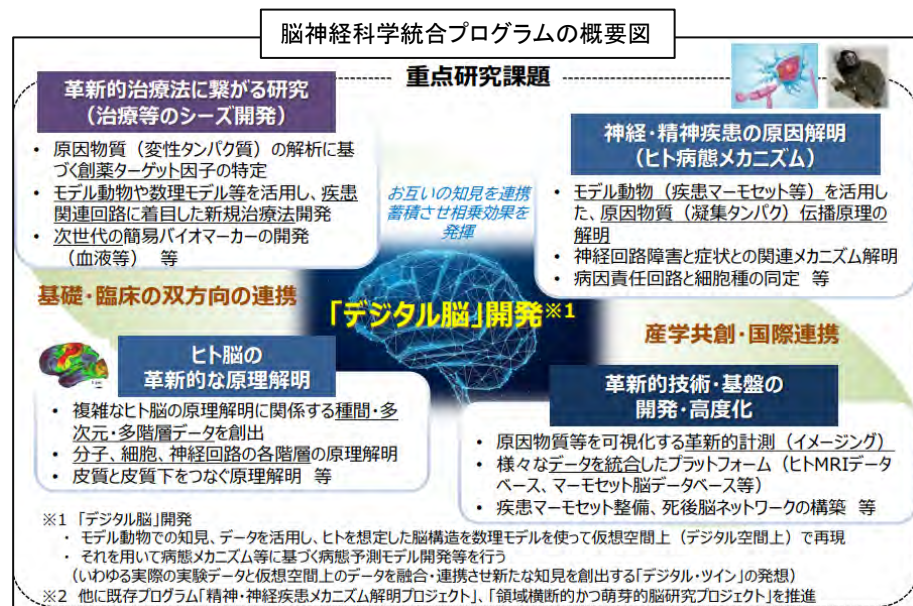 脳神経科学統合プログラムの概要図
重点研究課題
革新的治療法に繋がる研究
（治療等のシーズ開発）
• 原因物質（変性タンパク質）の解析に基
づく創薬ターゲット因子の特定
• モデル動物や数理モデル等を活用し、疾患
関連回路に着目した新規治療法開発
• 次世代の簡易バイオマーカーの開発
（血液等） 等
お互いの知見を連携
蓄積させ相乗効果を
発揮
神経・精神疾患の原因解明
（ヒト病態メカニズム）
• モデル動物（疾患マーモセット等）を活用し
た、原因物質（凝集タンパク）伝播原理の
解明
• 神経回路障害と症状との関連メカニズム解明
• 病因責任回路と細胞種の同定 等
基礎・臨床の双方向の連携
「デジタル脳」開発※1
産学共創・国際連携
ヒト脳の
革新的な原理解明
• 複雑なヒト脳の原理解明に関係する種間・多
次元・多階層データを創出
• 分子、細胞、神経回路の各階層の原理解明
• 皮質と皮質下をつなぐ原理解明 等
革新的技術・基盤の
開発・高度化
• 原因物質等を可視化する革新的計測（イメージング）
• 様々なデータを統合したプラットフォーム（ヒトMRIデータ
ベース、マーモセット脳データベース等）
• 疾患マーモセット整備、死後脳ネットワークの構築 等
※1 「デジタル脳」開発
・ モデル動物での知見、データを活用し、ヒトを想定した脳構造を数理モデルを使って仮想空間上（デジタル空間上）で再現
・ それを用いて病態メカニズム等に基づく病態予測モデル開発等を行う
（いわゆる実際の実験データと仮想空間上のデータを融合・連携させ新たな知見を創出する「デジタル・ツイン」の発想）
※2 他に既存プログラム「精神・神経疾患メカニズム解明プロジェクト」、「領域横断的かつ萌芽的脳研究プロジェクト」を推進